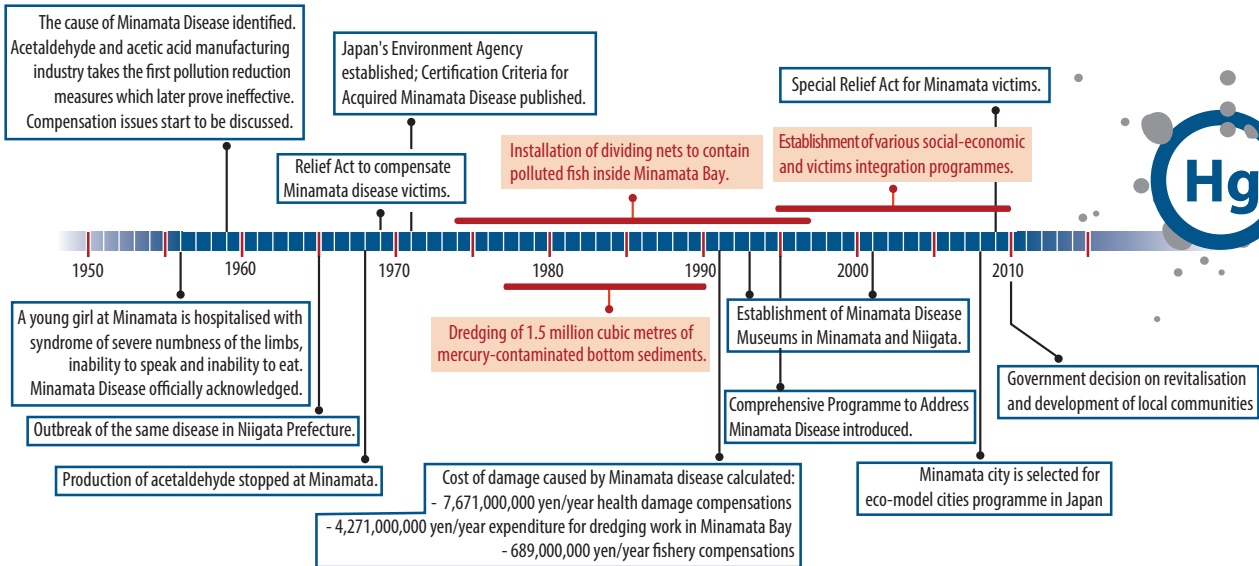 The cause of Minamata Disease identified.
Acetaldehyde and acetic acid manufacturing
industry takes the first pollution reduction
measures which later prove ineffective.
Compensation issues start to be discussed.
Japan's Environment Agency
established; Certification Criteria for
Acquired Minamata Disease published.
Relief Act to compensate
Minamata disease victims.
Installation of dividing nets to contain
polluted fish inside Minamata Bay.
Special Relief Act for Minamata victims.
Establishment of various social-economic
and victims integration programmes.
Hg
1950
1960
1970
1980
1990
2000
2010
A young girl at Minamata is hospitalised with
syndrome of severe numbness of the limbs,
inability to speak and inability to eat.
Minamata Disease officially acknowledged.
Outbreak of the same disease in Niigata Prefecture.
Production of acetaldehyde stopped at Minamata.
Dredging of 1.5 million cubic metres of
mercury-contaminated bottom sediments.
Cost of damage caused by Minamata disease calculated:
- 7,671,000,000 yen/year health damage compensations
- 4,271,000,000 yen/year expenditure for dredging work in Minamata Bay
- 689,000,000 yen/year fishery compensations
Establishment of Minamata Disease
Museums in Minamata and Niigata.
Comprehensive Programme to Address
Minamata Disease introduced.
Minamata city is selected for
eco-model cities programme in Japan
Government decision on revitalisation
and development of local communities